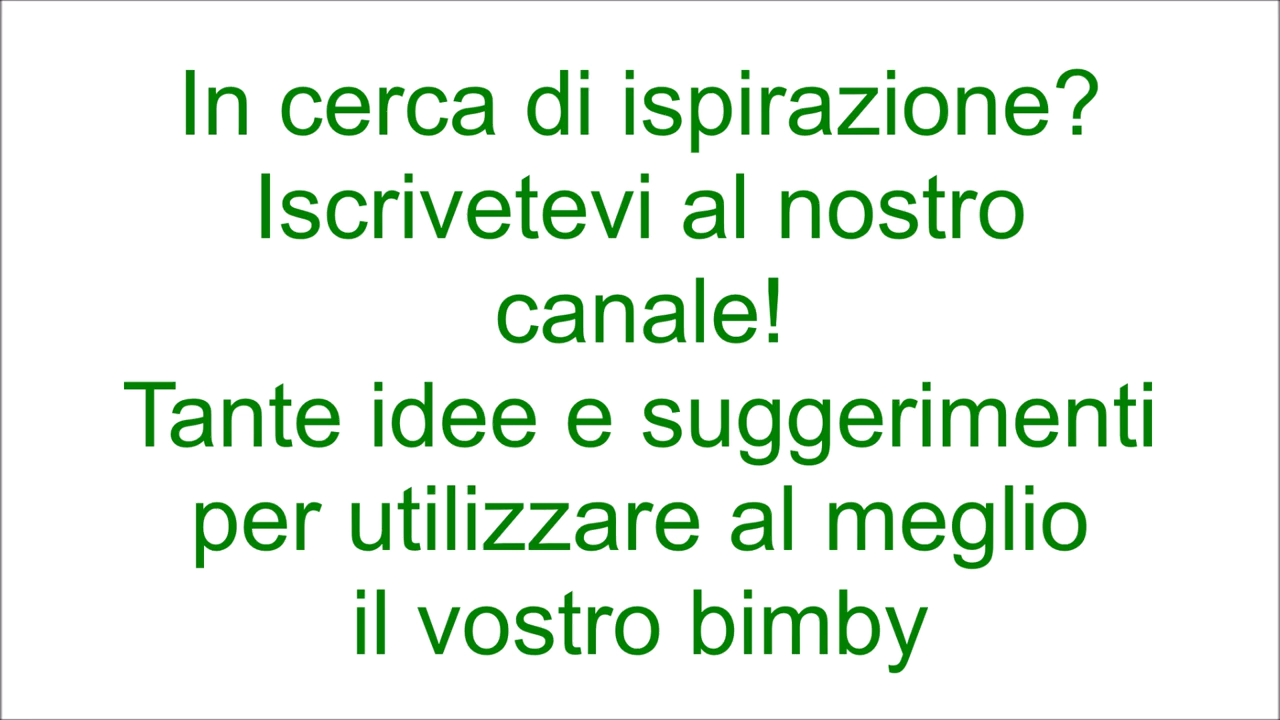 In cerca di ispirazione?
Iscrivetevi al nostro
canale!
Tante idee e suggerimenti
per utilizzare al meglio
il vostro bimby